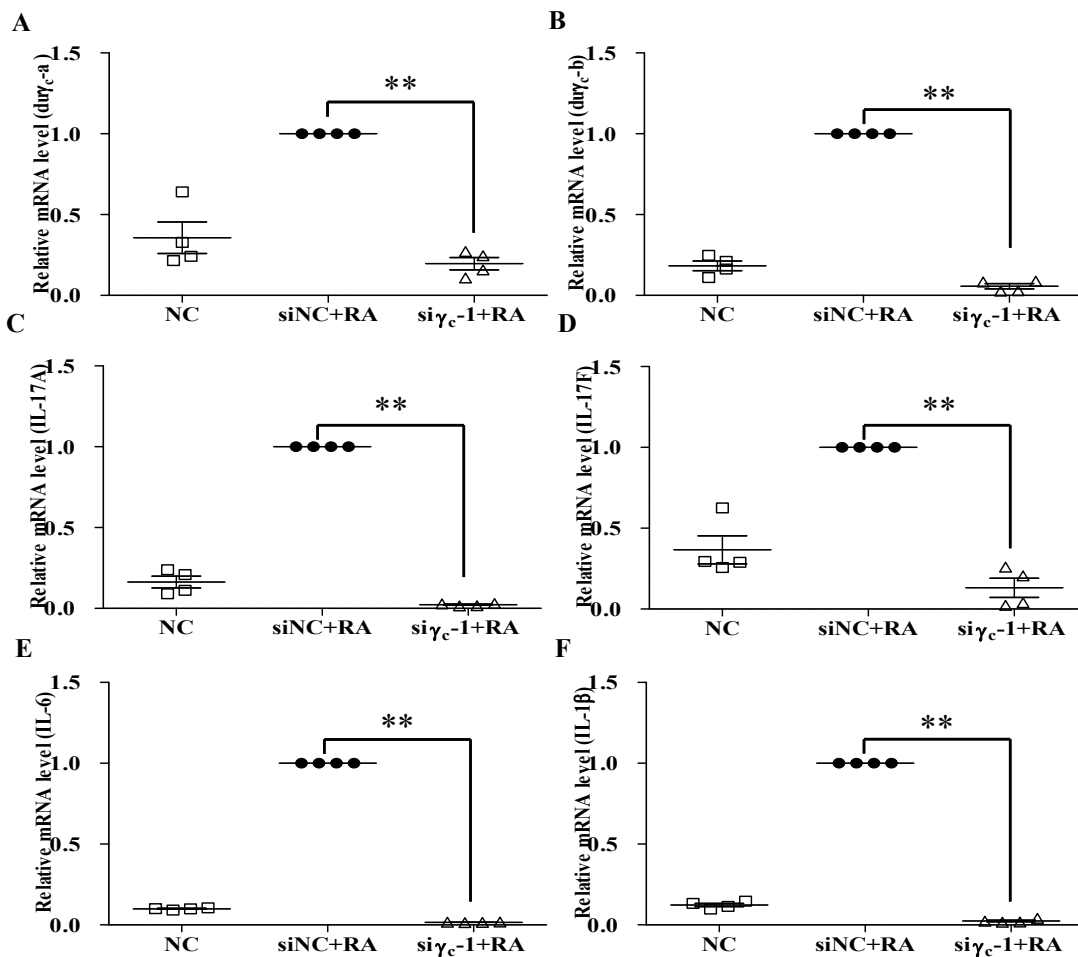 A
Relative mRNA level (duγc-a)
1.5
1.0
0.5
0.0
**
NC
siNC+RA
siγc-1+RA
B
Relative mRNA level (duγc-b)
1.5
1.0
0.5
0.0
**
NC
siNC+RA
siγc-1+RA
C
Relative mRNA level (IL-17A)
1.5
1.0
0.5
0.0
**
NC
siNC+RA
siγc-1+RA
D
Relative mRNA level (IL-17F)
1.5
1.0
0.5
0.0
**
NC
siNC+RA
siγc-1+RA
E
Relative mRNA level (IL-6)
1.5
1.0
0.5
0.0
**
NC
siNC+RA
siγc-1+RA
F
Relative mRNA level (IL-1β)
1.5
1.0
0.5
0.0
**
NC
siNC+RA
siγc-1+RA